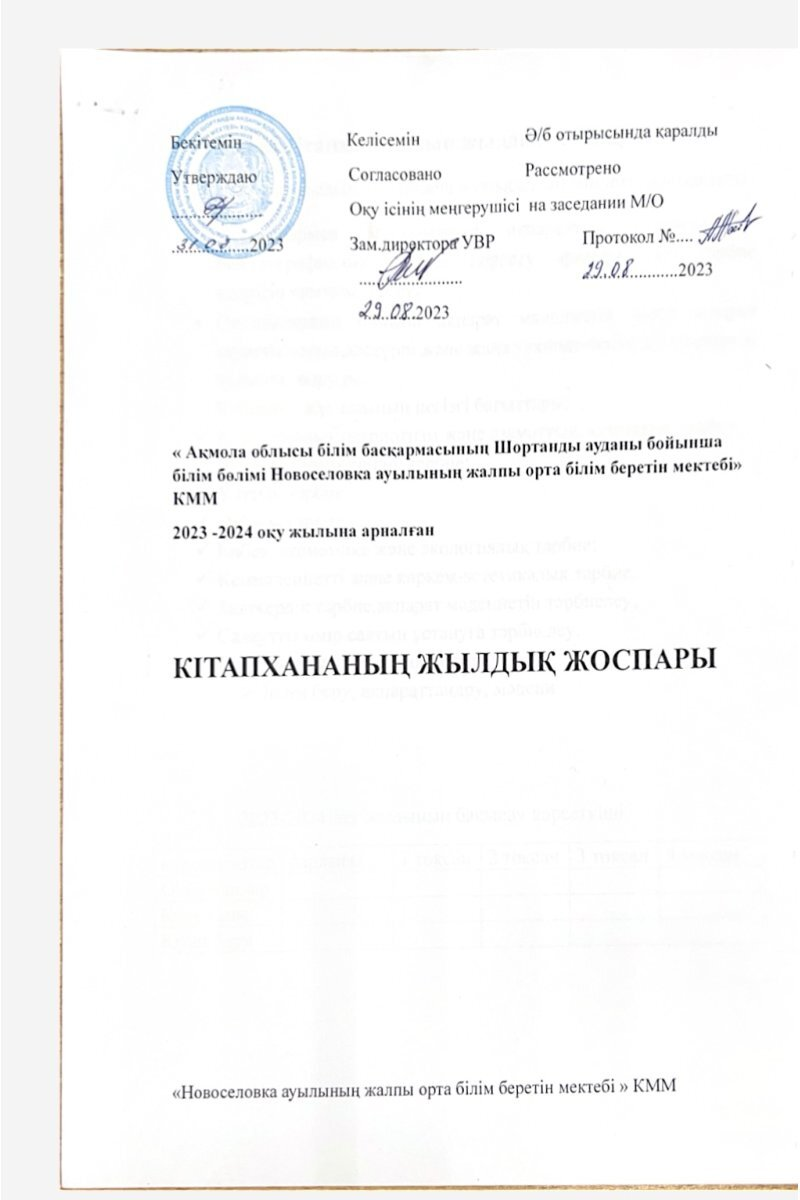 Бекітемін Келісемін Ә/б отырысында қаралды
Утверждаю Согласовано Рассмотрено
Оқу ісінің меңгерушісі на заседании М/О
31.08.2023 Зам.директора УВР Протокол №....
29.08.2023
29.08.2023
« Ақмола облысы білім басқармасының Шортанды ауданы бойынша
білім бөлімі Новоселовка ауылының жалпы орта білім беретін мектебі»
КММ
2023 -2024 оқу жылына арналған
КІТАПХАНАНЫҢ ЖЫЛДЫҚ ЖОСПАРЫ
«Новоселовка ауылының жалпы орта білім беретін мектебі » КММ